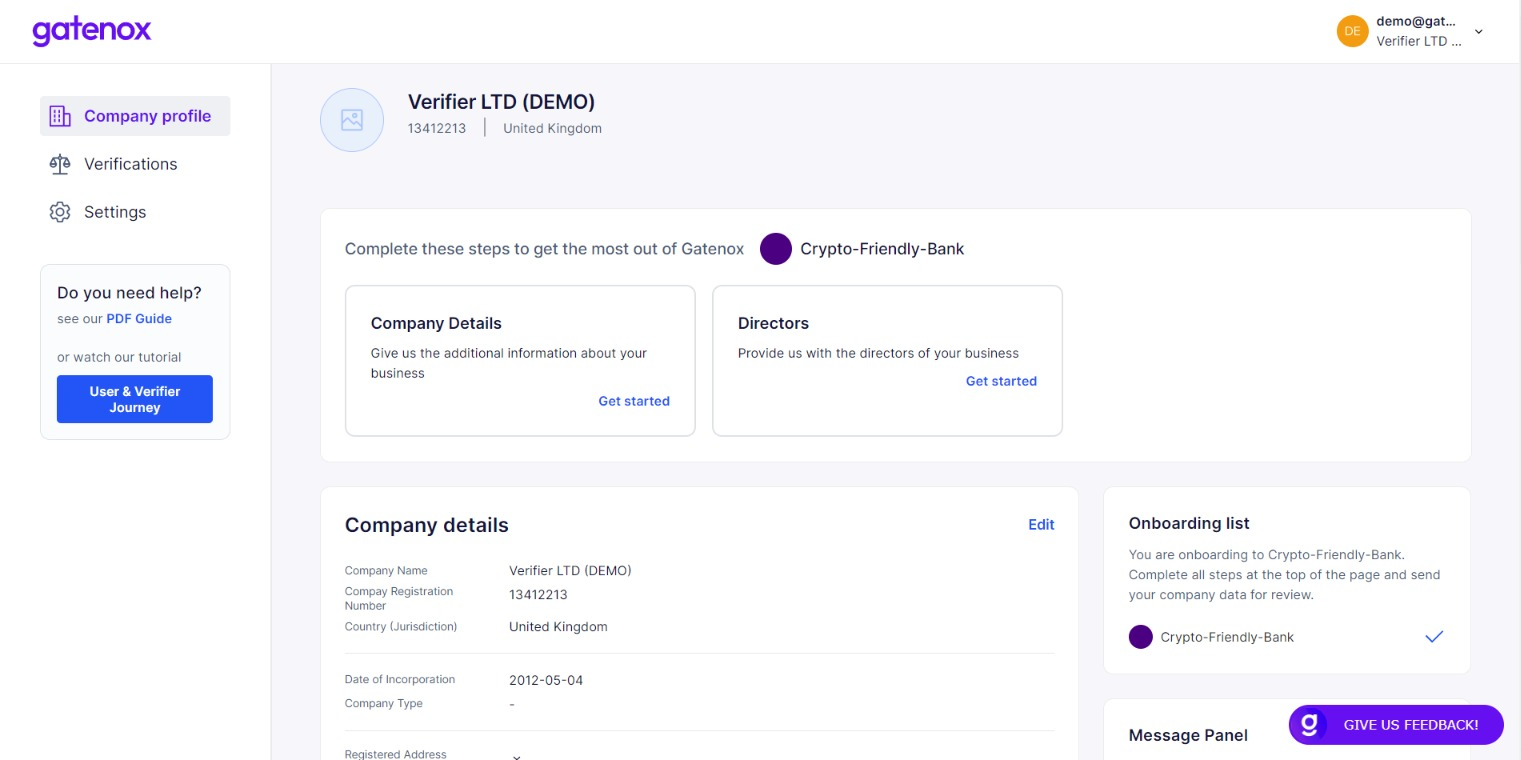 gatenox
DE
demo@gat...
Verifier LTD ...
Company profile
Verifications
Settings
Do you need help?
see our PDF Guide
or watch our tutorial
User & Verifier
Journey
Verifier LTD (DEMO)
13412213 | United Kingdom
Complete these steps to get the most out of Gatenox Crypto-Friendly-Bank
Company Details
Give us the additional information about your
business
Get started
Directors
Provide us with the directors of your business
Get started
Company details
Edit
Company Name Verifier LTD (DEMO)
Compay Registration
Number
13412213
Country (Jurisdiction) United Kingdom
Date of Incorporation 2012-05-04
Company Type -
Registered Address
Onboarding list
You are onboarding to Crypto-Friendly-Bank.
Complete all steps at the top of the page and send
your company data for review.
Crypto-Friendly-Bank
Message Panel
g GIVE US FEEDBACK!